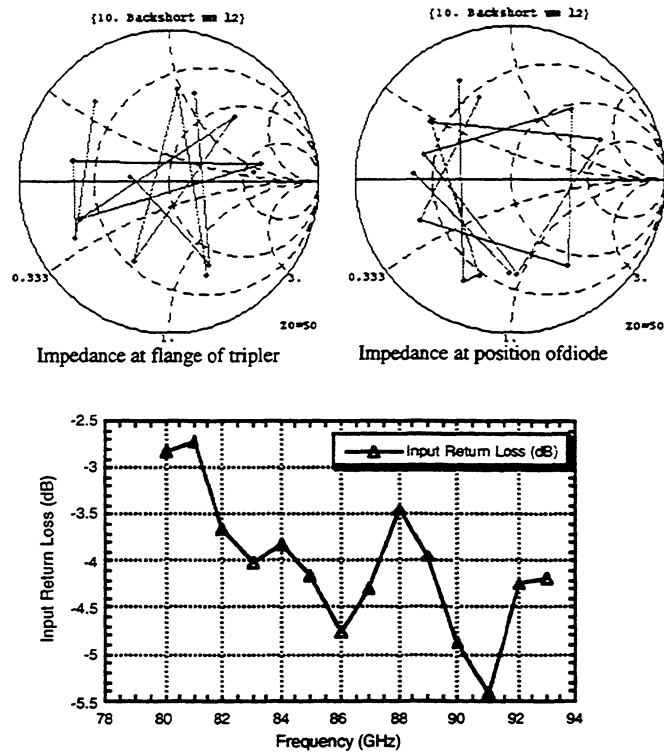 {10. Backshort == l2}
{10. Backshort == l2}
0.333
3.
1.
Z0=50
0.333
3.
1.
Z0=50
Impedance at flange of tripler
Impedance at position ofdiode
-2.5
-3
-3.5
-4
-4.5
-5
-5.5
Input Return Loss (dB)
Input Return Loss (dB)
78
80
82
84
86
88
90
92
94
Frequency (GHz)